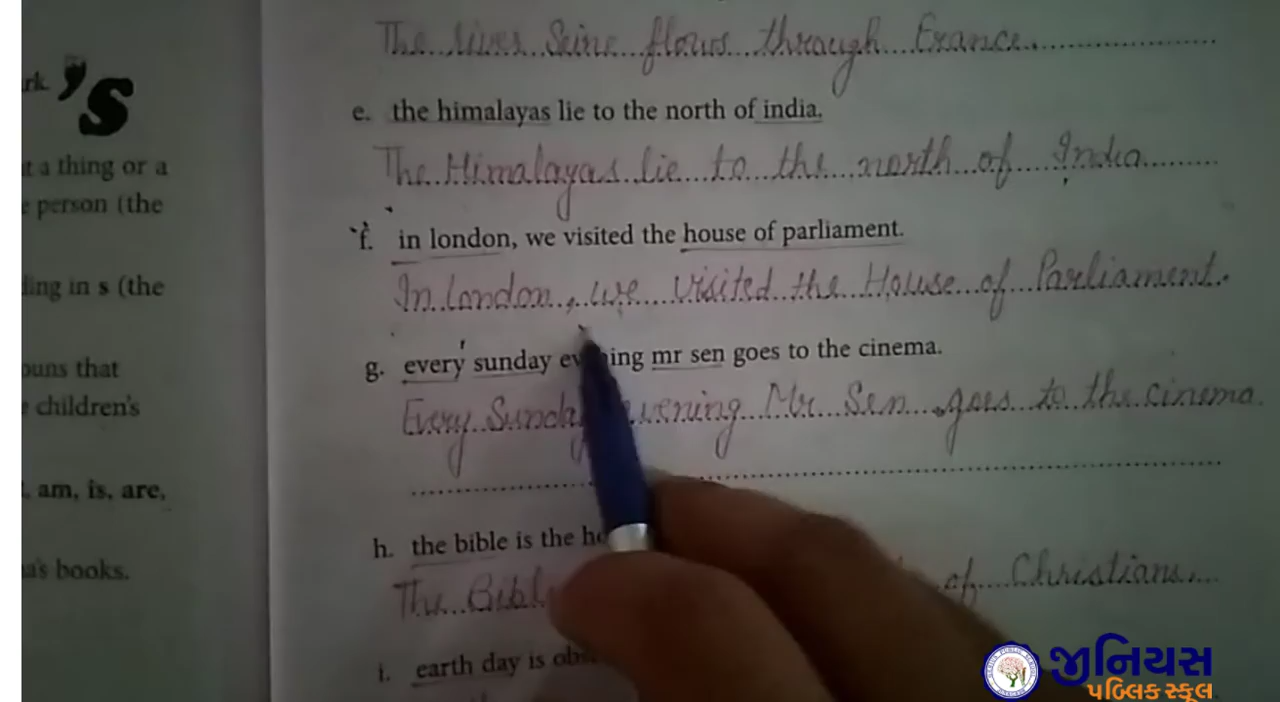 The river Seine flows through France.
rk. 's
e. the himalayas lie to the north of india.
t a thing or a
The Himalayas lie to the north of India
e person (the
f. in london, we visited the house of parliament.
ding in s (the
In London, we visited the House of Parliament.
ouns that
g. every sunday evening mr sen goes to the cinema.
e children's
Every Sunday evening Mr. Sen goes to the cinema.
am, is, are,
h. the bible is the
a's books.
The Bible of Christians.
i. earth day is
જીનિયસ
પબ્લિક સ્કૂલ